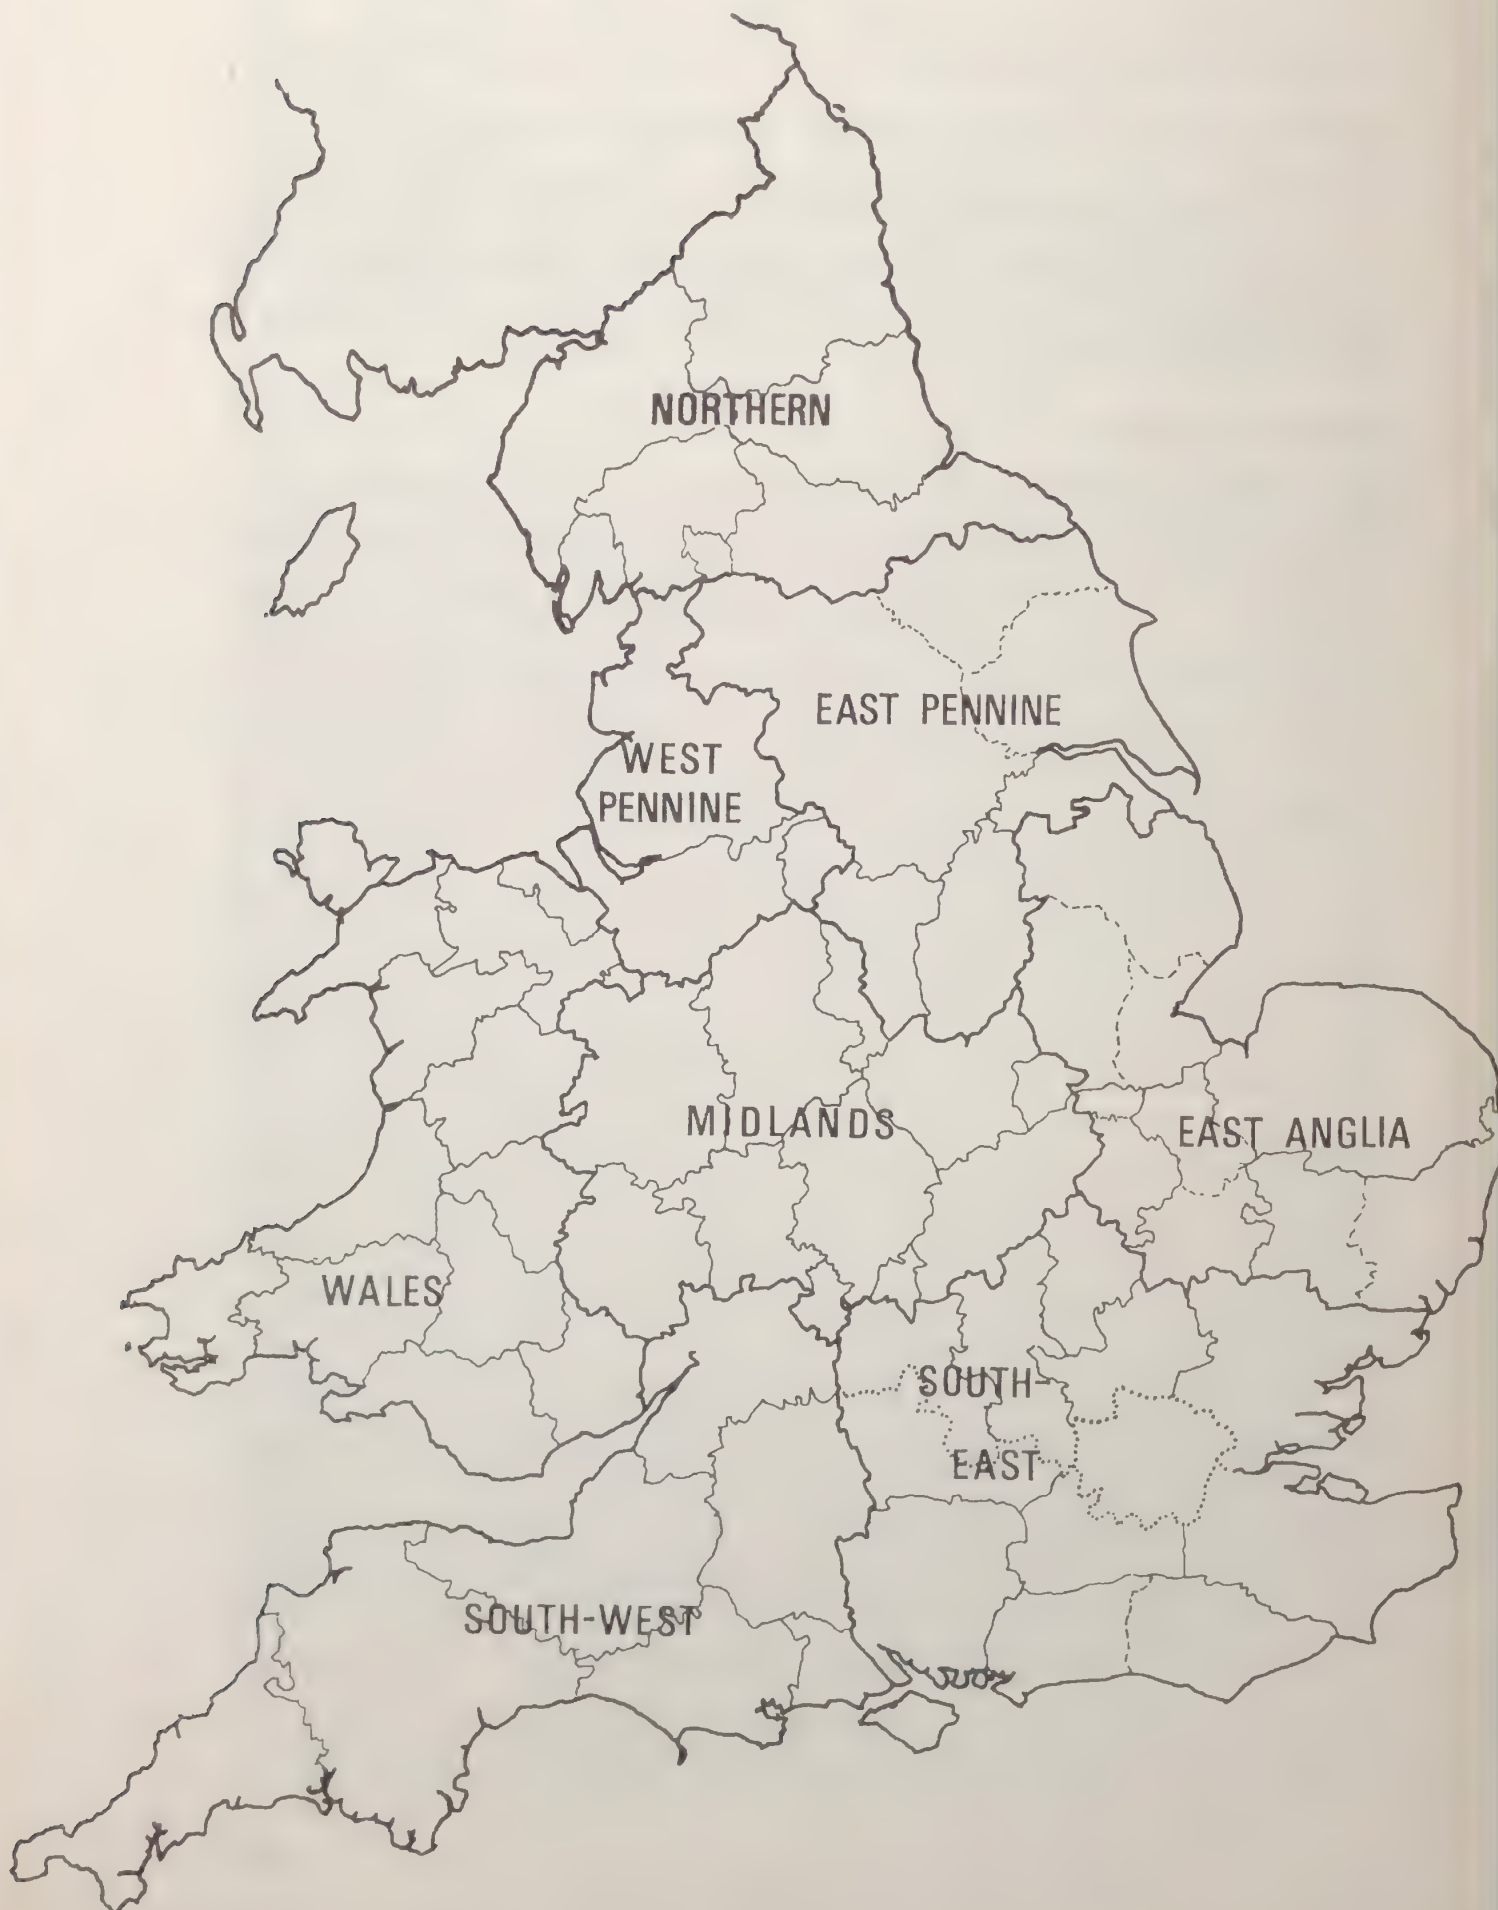 NORTHERN
EAST PENNINE
WEST
PENNINE
MIDLANDS
EAST ANGLIA
WALES
SOUTH-
EAST
SOUTH-WEST